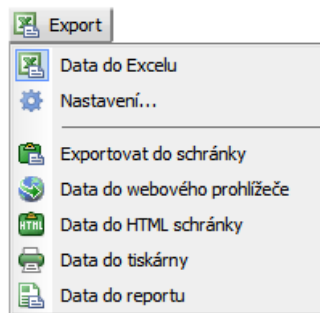 Export
Data do Excelu
Nastavení...
Exportovat do schránky
Data do webového prohlížeče
HTML
Data do HTML schránky
Data do tiskárny
Data do reportu